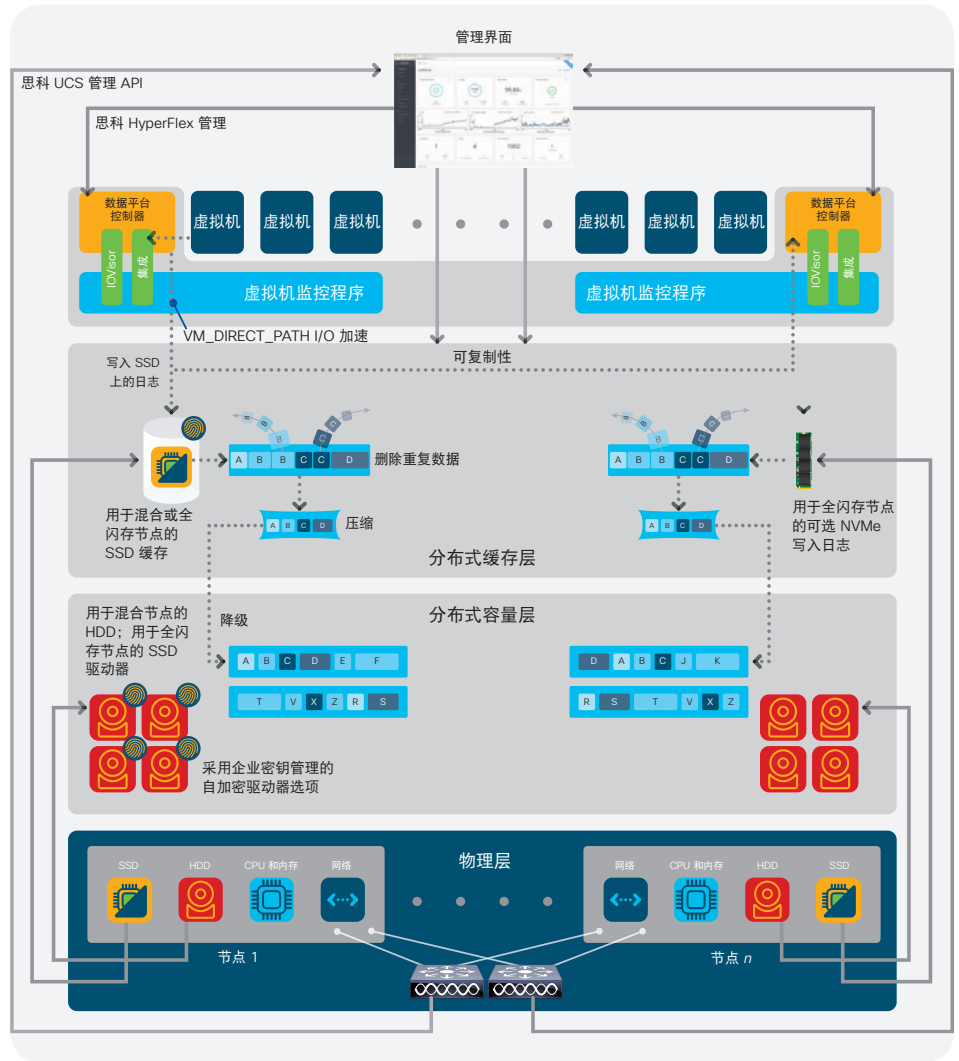 管理界面
思科 UCS 管理 API
思科 HyperFlex 管理
99.84
1
4
1002
数据平台
控制器
IOVisor
集成
虚拟机
虚拟机
虚拟机
虚拟机
虚拟机
虚拟机
数据平台
控制器
IOVisor
集成
虚拟机监控程序
虚拟机监控程序
VM_DIRECT_PATH I/O 加速
可复制性
写入 SSD
上的日志
B
B
B
C
C
C
A B B C C D
删除重复数据
B
B
B
C
C
C
A B B C C D
A B C D
压缩
A B C D
用于混合或全
闪存节点的
SSD 缓存
用于全闪存节点
的可选 NVMe
写入日志
分布式缓存层
分布式容量层
用于混合节点的
HDD；用于全闪
存节点的 SSD
驱动器
降级
A B C D E F
T V X Z R S
D A B C J K
R S T V X Z
采用企业密钥管理的
自加密驱动器选项
物理层
SSD HDD CPU 和内存 网络
网络 CPU 和内存 HDD SSD
节点 1
节点 n